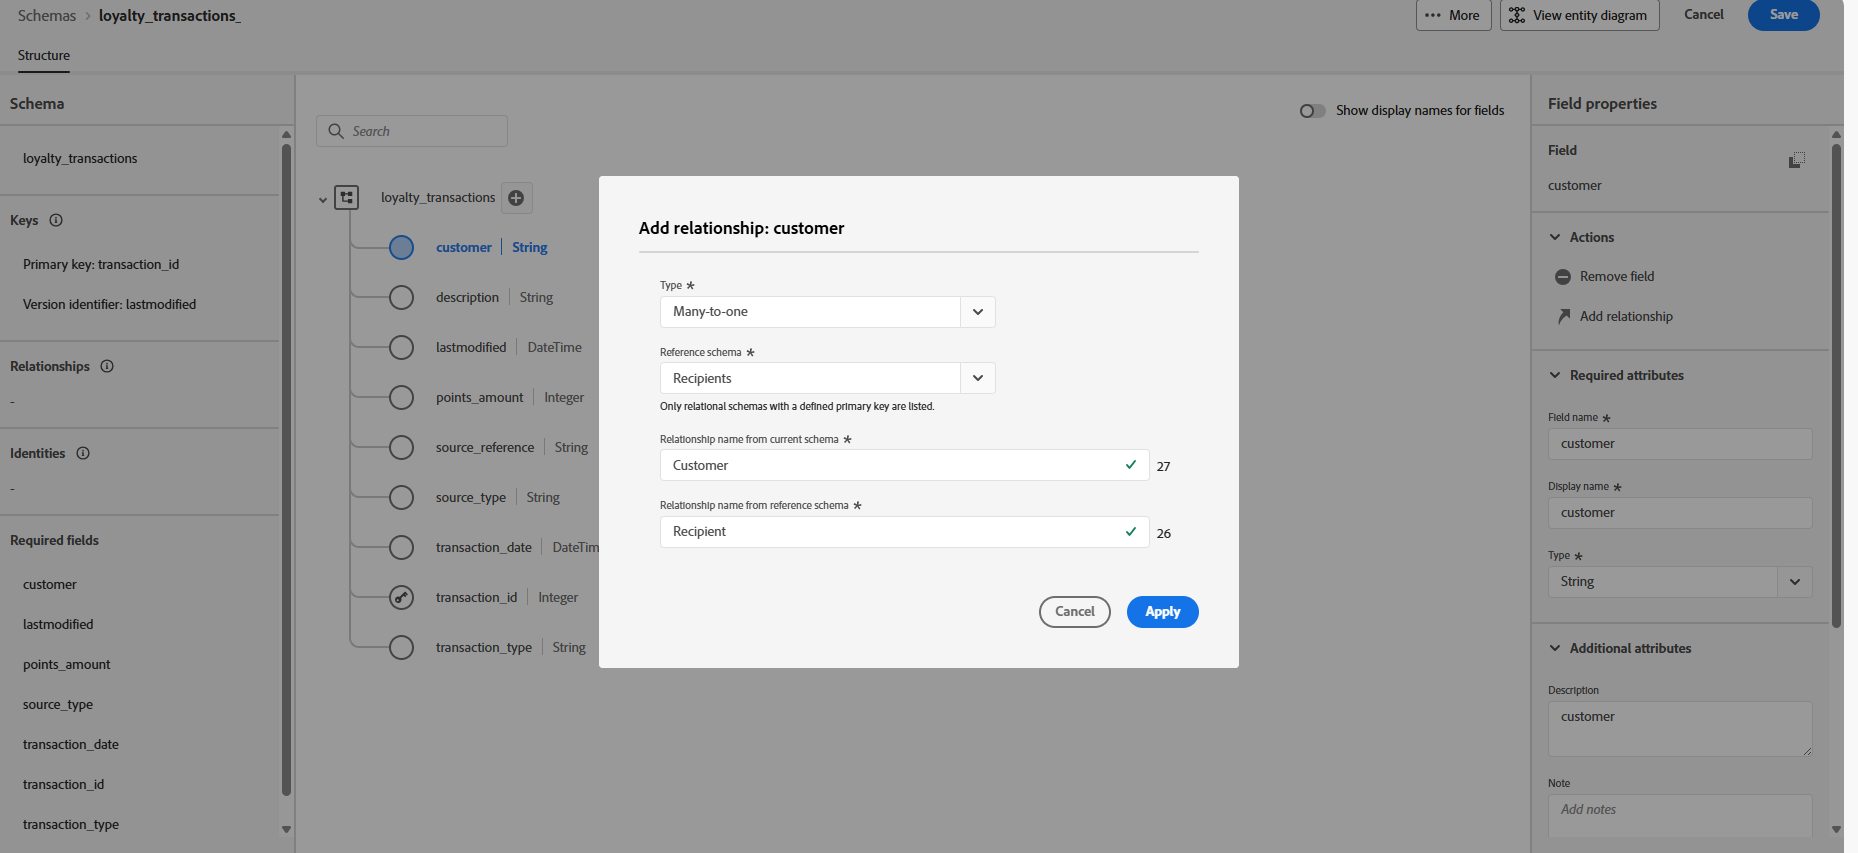 Schemas > loyalty_transactions_
More
View entity diagram
Cancel
Save
Structure
Schema
loyalty_transactions
Keys
Primary key: transaction_id
Version identifier: lastmodified
Relationships
-
Identities
-
Required fields
customer
lastmodified
points_amount
source_type
transaction_date
transaction_id
transaction_type
Search
Show display names for fields
loyalty_transactions
customer | String
description | String
lastmodified | DateTime
points_amount | Integer
source_reference | String
source_type | String
transaction_date | DateTim
transaction_id | Integer
transaction_type | String
Add relationship: customer
Type *
Many-to-one
Reference schema *
Recipients
Only relational schemas with a defined primary key are listed.
Relationship name from current schema *
Customer 27
Relationship name from reference schema *
Recipient 26
Cancel
Apply
Field properties
Field
customer
Actions
Remove field
Add relationship
Required attributes
Field name *
customer
Display name *
customer
Type *
String
Additional attributes
Description
customer
Note
Add notes